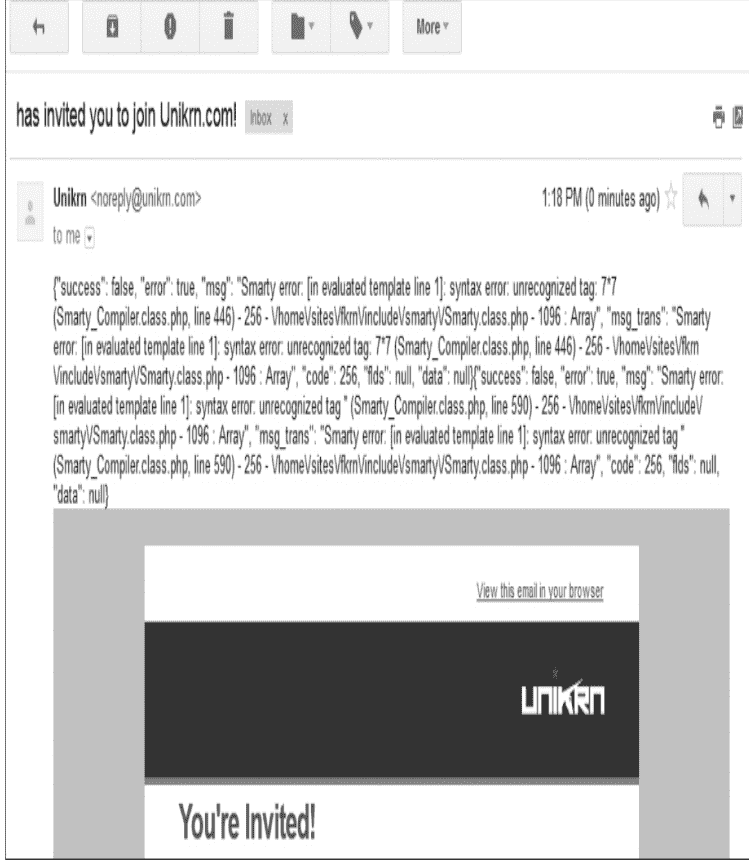 More
has invited you to join Unikrn.com! Inbox x
Unikrn <noreply@unikrn.com> 1:18 PM (0 minutes ago)
to me
{"success": false, "error": true, "msg": "Smarty error: [in evaluated template line 1]: syntax error: unrecognized tag: 7*7
(Smarty_Compiler.class.php, line 446) - 256 - \/home\/sites\/fkrn\/include\/smarty\/Smarty.class.php - 1096 : Array", "msg_trans": "Smarty
error: [in evaluated template line 1]: syntax error: unrecognized tag: 7*7 (Smarty_Compiler.class.php, line 446) - 256 - \/home\/sites\/fkrn
\/include\/smarty\/Smarty.class.php - 1096 : Array", "code": 256, "flds": null, "data": null}{"success": false, "error": true, "msg": "Smarty error:
[in evaluated template line 1]: syntax error: unrecognized tag '' (Smarty_Compiler.class.php, line 590) - 256 - \/home\/sites\/fkrn\/include\/
smarty\/Smarty.class.php - 1096 : Array", "msg_trans": "Smarty error: [in evaluated template line 1]: syntax error: unrecognized tag ''
(Smarty_Compiler.class.php, line 590) - 256 - \/home\/sites\/fkrn\/include\/smarty\/Smarty.class.php - 1096 : Array", "code": 256, "flds": null,
"data": null}
View this email in your browser
UNIKRN
You're Invited!